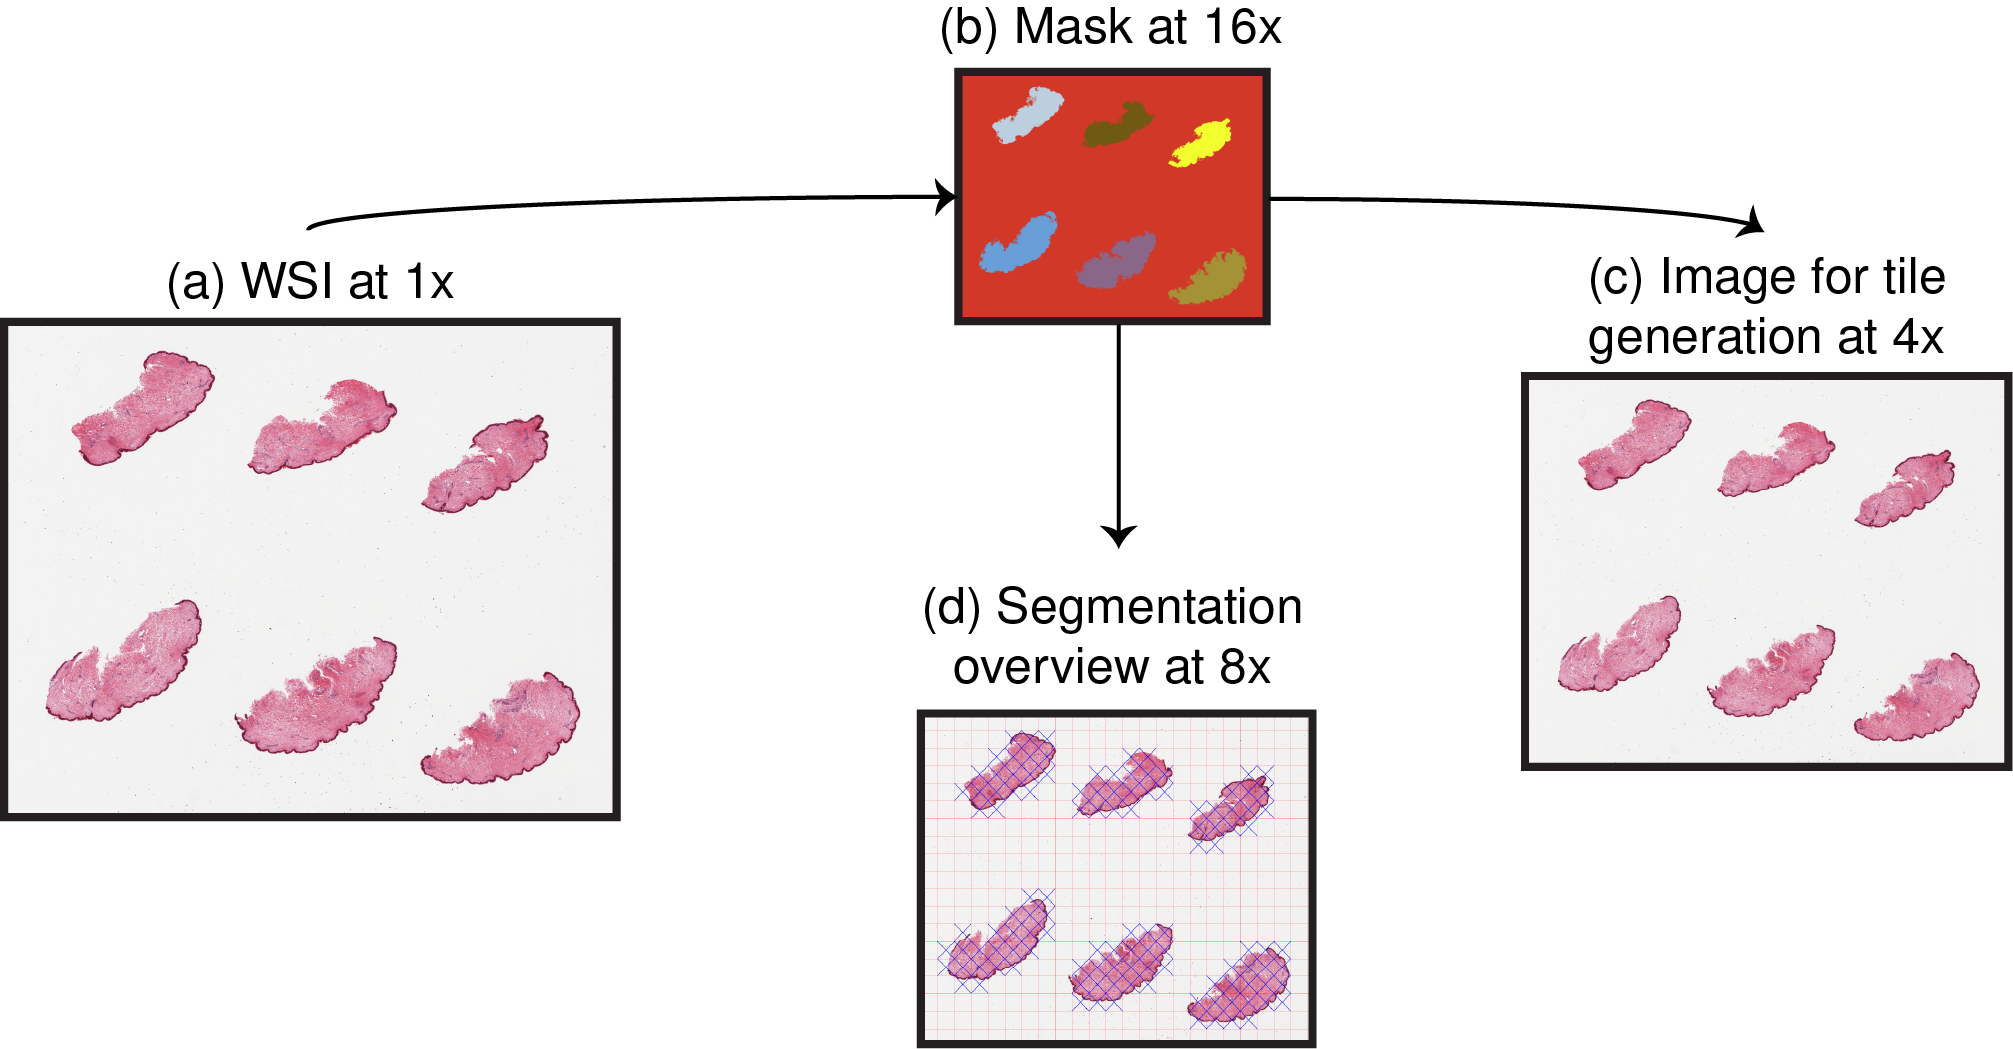 (b) Mask at 16x
(a) WSI at 1x
(c) Image for tile
generation at 4x
(d) Segmentation
overview at 8x